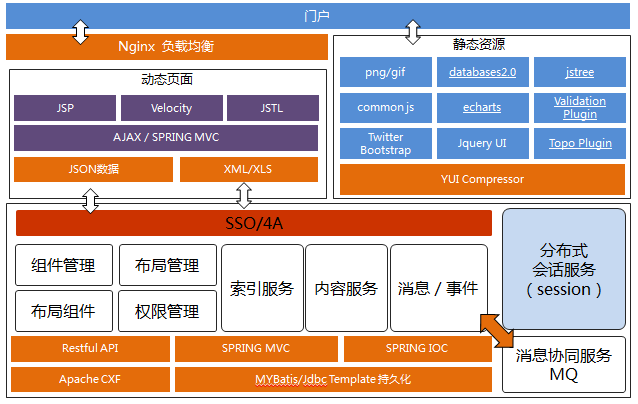 门户
Nginx 负载均衡
静态资源
动态页面
png/gif
databases2.0
jstree
JSP
Velocity
JSTL
common js
echarts
Validation
Plugin
AJAX / SPRING MVC
Twitter
Bootstrap
Jquery UI
Topo Plugin
JSON数据
XML/XLS
YUI Compressor
SSO/4A
分布式
会话服务
（session）
组件管理
布局管理
索引服务
内容服务
消息 / 事件
布局组件
权限管理
Restful API
SPRING MVC
SPRING IOC
消息协同服务
MQ
Apache CXF
MYBatis/Jdbc Template 持久化